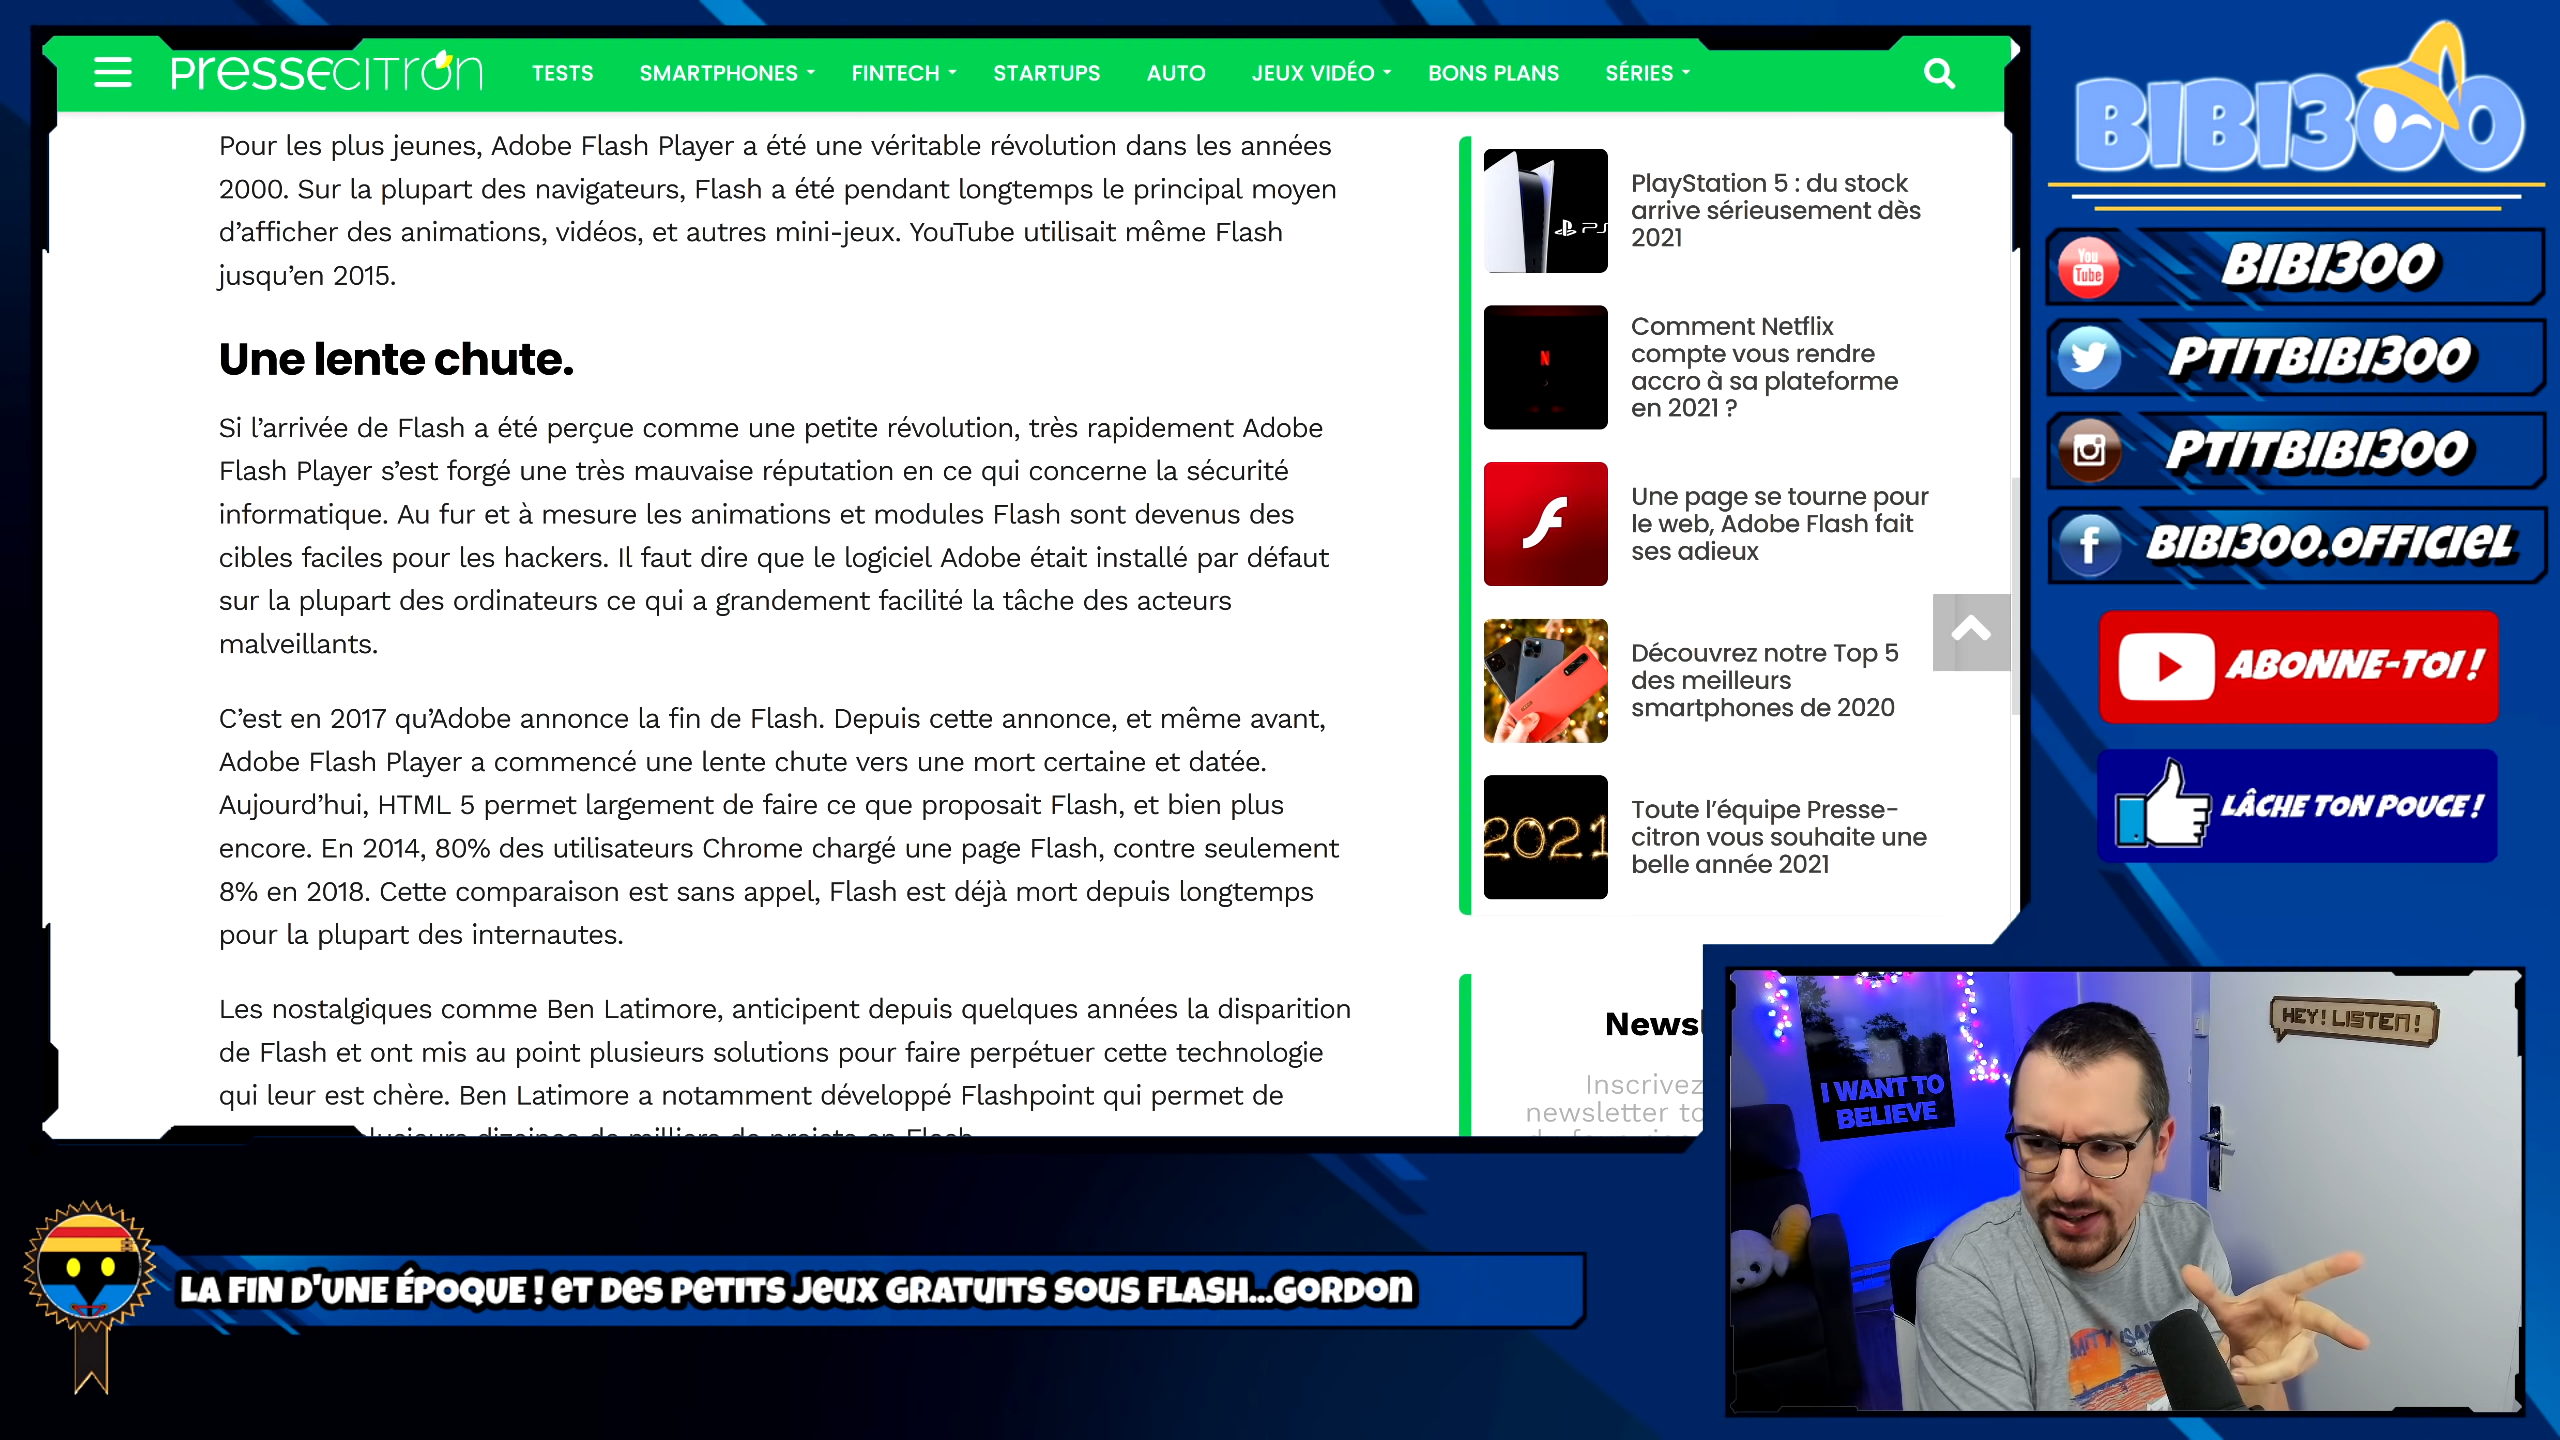 PRESSECITRON
TESTS SMARTPHONES FINTECH STARTUPS AUTO JEUX VIDÉO BONS PLANS SÉRIES
Pour les plus jeunes, Adobe Flash Player a été une véritable révolution dans les années
2000. Sur la plupart des navigateurs, Flash a été pendant longtemps le principal moyen
d’afficher des animations, vidéos, et autres mini-jeux. YouTube utilisait même Flash
jusqu’en 2015.
Une lente chute.
Si l’arrivée de Flash a été perçue comme une petite révolution, très rapidement Adobe
Flash Player s’est forgé une très mauvaise réputation en ce qui concerne la sécurité
informatique. Au fur et à mesure les animations et modules Flash sont devenus des
cibles faciles pour les hackers. Il faut dire que le logiciel Adobe était installé par défaut
sur la plupart des ordinateurs ce qui a grandement facilité la tâche des acteurs
malveillants.
C’est en 2017 qu’Adobe annonce la fin de Flash. Depuis cette annonce, et même avant,
Adobe Flash Player a commencé une lente chute vers une mort certaine et datée.
Aujourd’hui, HTML 5 permet largement de faire ce que proposait Flash, et bien plus
encore. En 2014, 80% des utilisateurs Chrome chargé une page Flash, contre seulement
8% en 2018. Cette comparaison est sans appel, Flash est déjà mort depuis longtemps
pour la plupart des internautes.
Les nostalgiques comme Ben Latimore, anticipent depuis quelques années la disparition
de Flash et ont mis au point plusieurs solutions pour faire perpétuer cette technologie
qui leur est chère. Ben Latimore a notamment développé Flashpoint qui permet de
plusieurs dizaines de milliers de projets en Flash.
PS
PlayStation 5 : du stock
arrive sérieusement dès
2021
N
Comment Netflix
compte vous rendre
accro à sa plateforme
en 2021 ?
Une page se tourne pour
le web, Adobe Flash fait
ses adieux
Découvrez notre Top 5
des meilleurs
smartphones de 2020
2021
Toute l’équipe Presse-
citron vous souhaite une
belle année 2021
Newsl
Inscrivez
newsletter
BIBI300
You
Tube
BIBI300
PTITBIBI300
PTITBIBI300
BIBI300.OFFICIEL
ABONNE-TOI !
LÂCHE TON POUCE !
HEY! LISTEN!
I WANT TO
BELIEVE
LA FIN D'UNE ÉPOQUE ! ET DES PETITS JEUX GRATUITS SOUS FLASH...GORDON